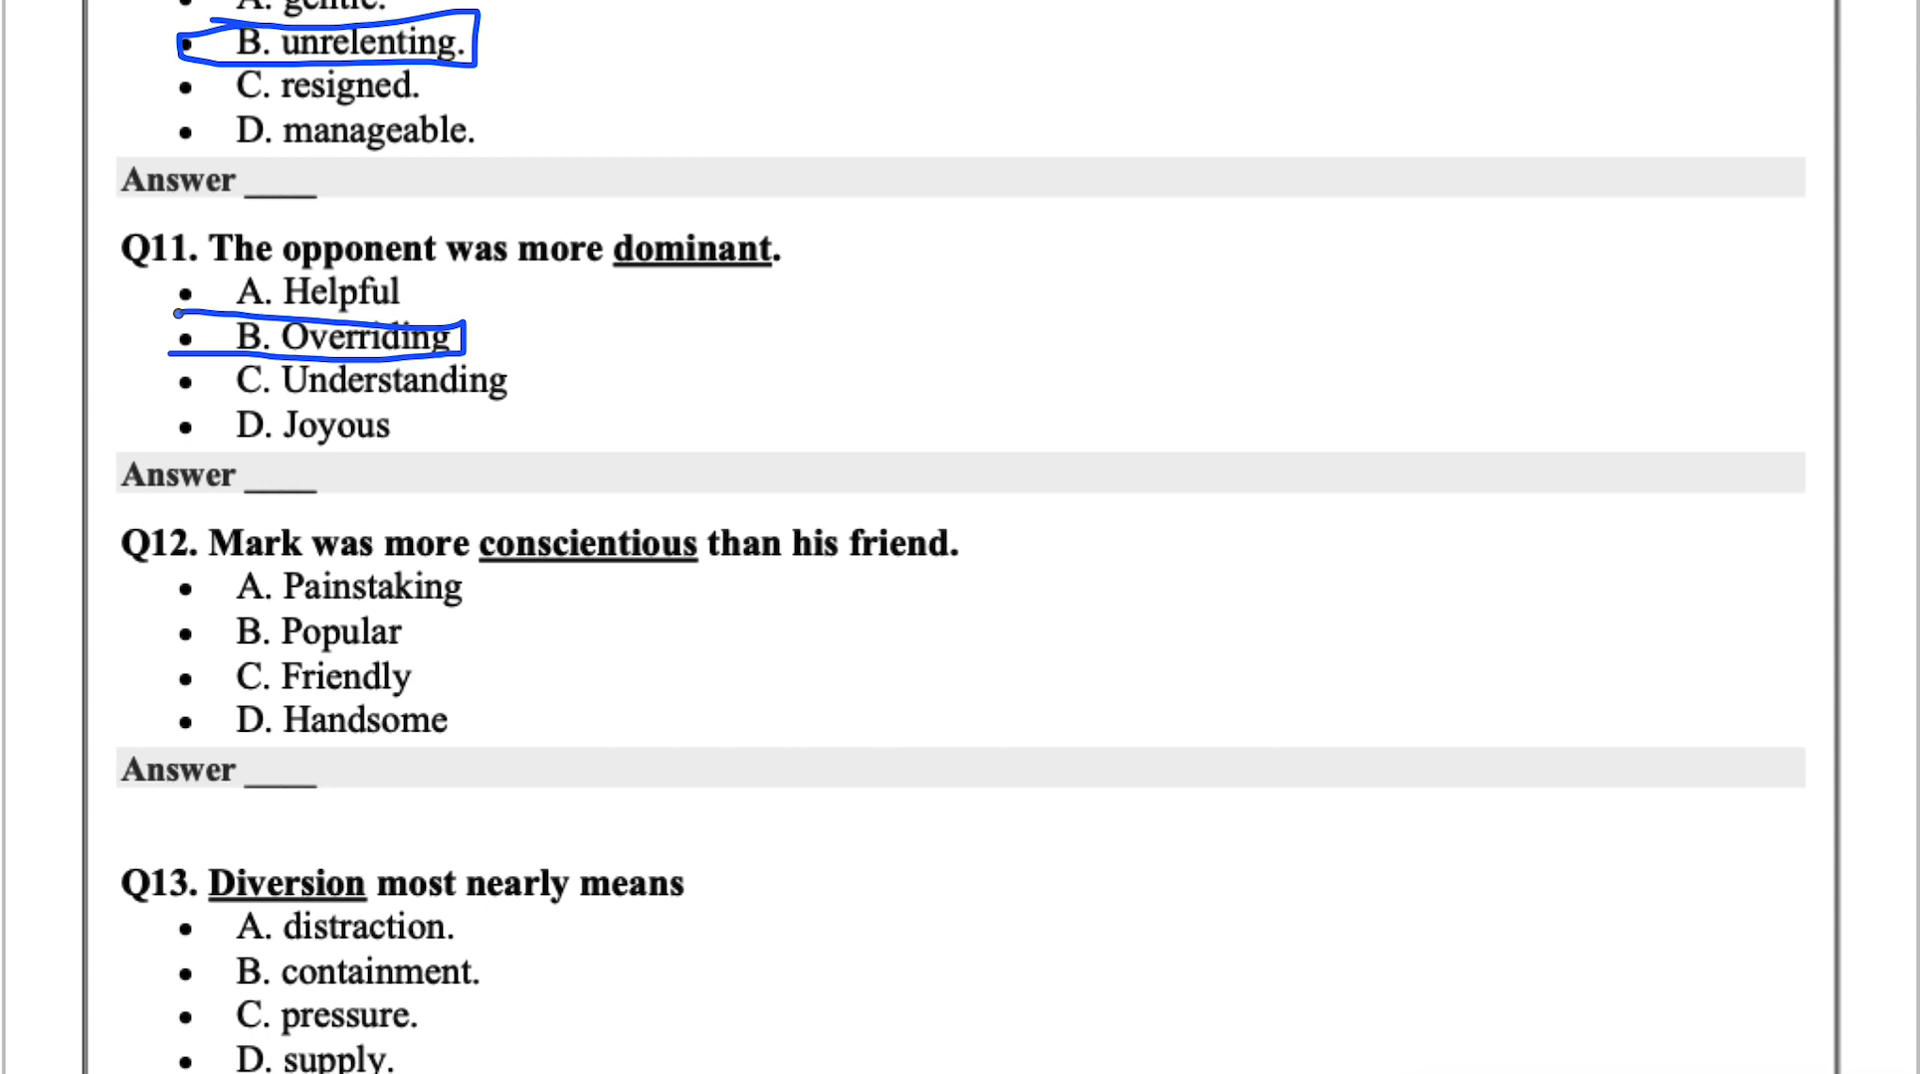 A. gentle.
B. unrelenting.
C. resigned.
D. manageable.
Answer ____
Q11. The opponent was more dominant.
A. Helpful
B. Overriding
C. Understanding
D. Joyous
Answer ____
Q12. Mark was more conscientious than his friend.
A. Painstaking
B. Popular
C. Friendly
D. Handsome
Answer ____
Q13. Diversion most nearly means
A. distraction.
B. containment.
C. pressure.
D. supply.